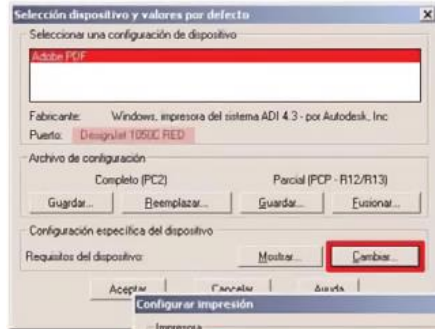 Selección dispositivo y valores por defecto
Seleccionar una configuración de dispositivo
Adobe PDF
Fabricante: Windows, impresora del sistema ADI 4.3 - por Autodesk, Inc
Puerto: DesignJet 1050C RED
Archivo de configuración
Completo (PC2) Parcial (PCP - R12/R13)
Guardar... Reemplazar... Guardar... Fusionar...
Configuración específica del dispositivo
Requisitos del dispositivo: Mostrar... Cambiar...
Aceptar Cancelar Ayuda
Configurar impresión
Impresora